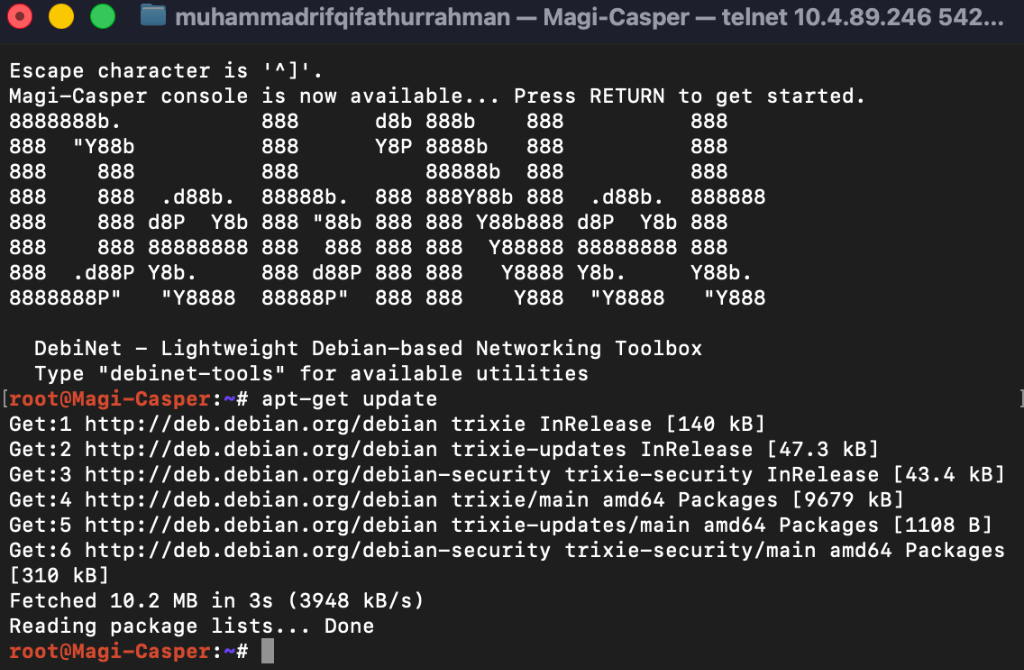 muhammadrifqifathurrahman — Magi-Casper — telnet 10.4.89.246 542...
Escape character is '^]'.
Magi-Casper console is now available... Press RETURN to get started.
8888888b.           888      d8b 888b    888          888
888  "Y88b          888      Y8P 8888b   888          888
888    888          888          88888b  888          888
888    888  .d88b.  88888b.  888 888Y88b 888  .d88b.  888888
888    888 d8P  Y8b 888 "88b 888 888 Y88b888 d8P  Y8b 888
888    888 88888888 888  888 888 888  Y88888 88888888 888
888  .d88P Y8b.     888 d88P 888 888   Y8888 Y8b.     Y88b.
8888888P"   "Y8888  88888P"  888 888    Y888  "Y8888   "Y888
DebiNet – Lightweight Debian-based Networking Toolbox
Type "debinet-tools" for available utilities
[root@Magi-Casper:~# apt-get update ]
Get:1 http://deb.debian.org/debian trixie InRelease [140 kB]
Get:2 http://deb.debian.org/debian trixie-updates InRelease [47.3 kB]
Get:3 http://deb.debian.org/debian-security trixie-security InRelease [43.4 kB]
Get:4 http://deb.debian.org/debian trixie/main amd64 Packages [9679 kB]
Get:5 http://deb.debian.org/debian trixie-updates/main amd64 Packages [1108 B]
Get:6 http://deb.debian.org/debian-security trixie-security/main amd64 Packages
[310 kB]
Fetched 10.2 MB in 3s (3948 kB/s)
Reading package lists... Done
root@Magi-Casper:~#